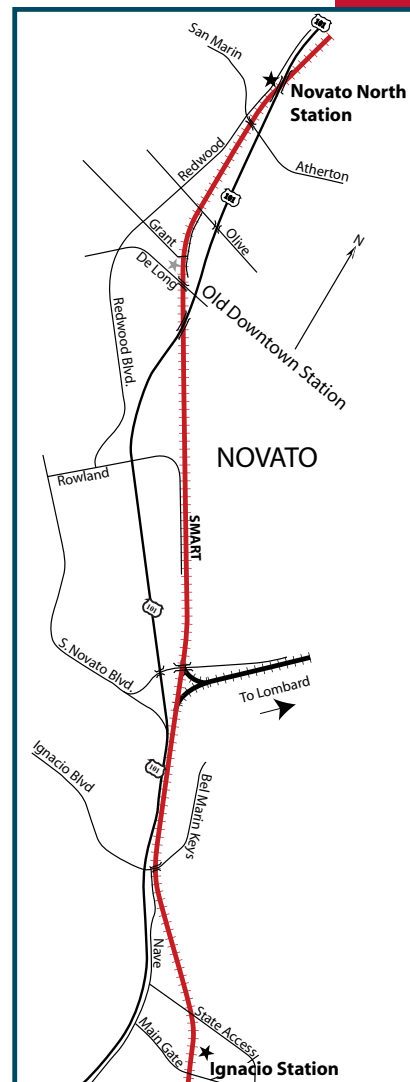 101
San Marin
Novato North
Station
Redwood
Atherton
101
Grant
Olive
De Long
N
Old Downtown Station
Redwood Blvd.
NOVATO
Rowland
SMART
101
S. Novato Blvd.
To Lombard
Ignacio Blvd
101
Bel Marin Keys
Nave
State Access
Main Gate
Ignacio Station